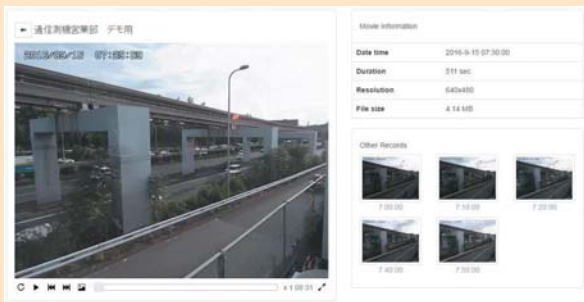 通信測機営業部 デモ用
Movie Information
Date time 2016-9-15 07:30:00
Duration 511 sec
Resolution 640x480
File size 4.14 MB
Other Records
7:00:00 7:10:00 7:20:00
7:40:00 7:50:00
x 1 08:31